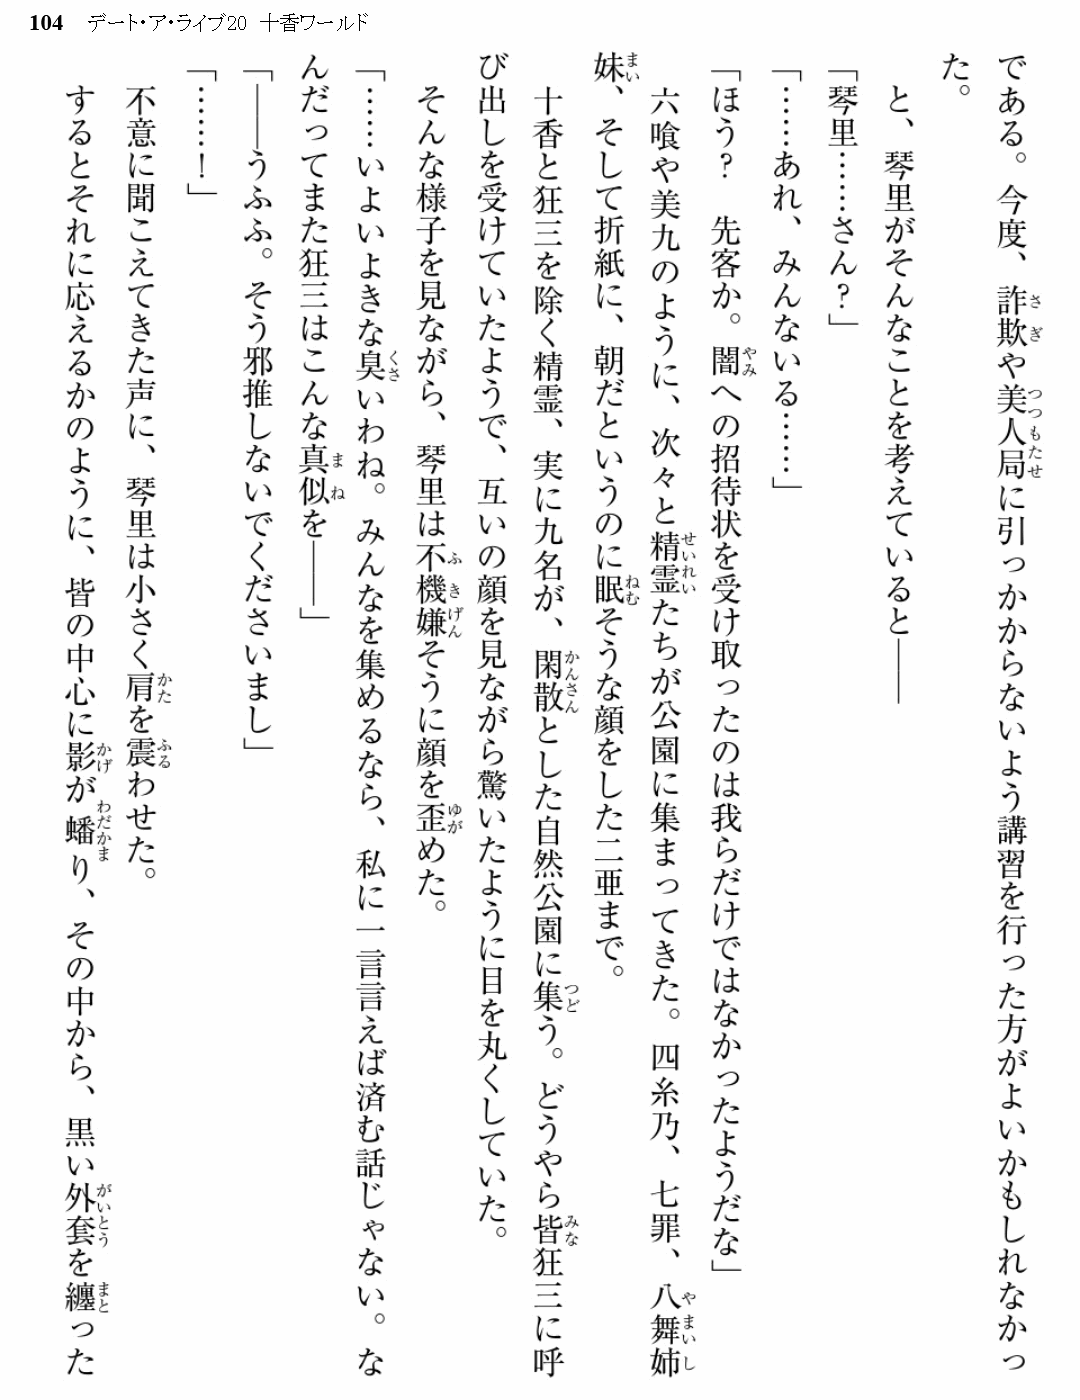 104 デート・ア・ライブ20 十香ワールド
である。今度、詐欺や美人局に引っかからないよう講習を行った方がよいかもしれなかっ
た。
と、琴里がそんなことを考えていると――
「琴里……さん？」
「……あれ、みんないる……」
「ほう？　先客か。闇への招待状を受け取ったのは我らだけではなかったようだな」
六喰や美九のように、次々と精霊たちが公園に集まってきた。四糸乃、七罪、八舞姉
妹、そして折紙に、朝だというのに眠そうな顔をした二亜まで。
十香と狂三を除く精霊、実に九名が、閑散とした自然公園に集う。どうやら皆狂三に呼
び出しを受けていたようで、互いの顔を見ながら驚いたように目を丸くしていた。
そんな様子を見ながら、琴里は不機嫌そうに顔を歪めた。
「……いよいよきな臭いわね。みんなを集めるなら、私に一言言えば済む話じゃない。な
んだってまた狂三はこんな真似を――」
「――うふふ。そう邪推しないでくださいまし」
「……！」
不意に聞こえてきた声に、琴里は小さく肩を震わせた。
するとそれに応えるかのように、皆の中心に影が蟠り、その中から、黒い外套を纏った